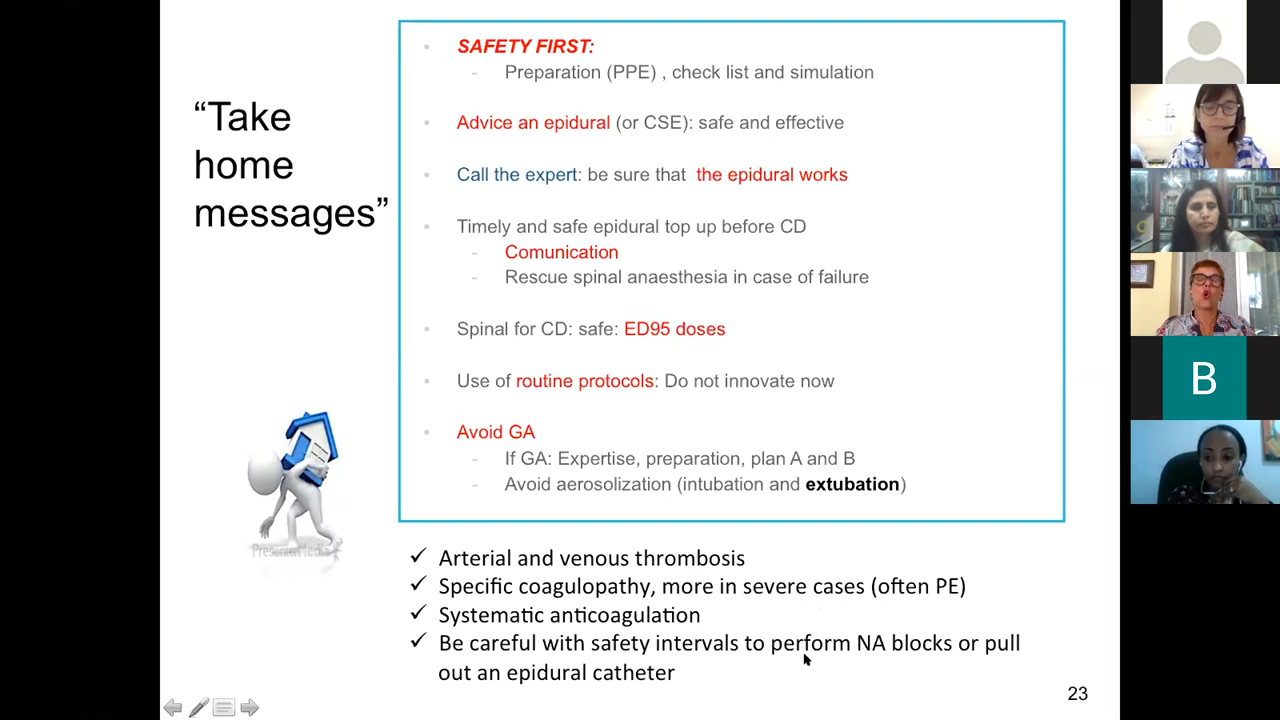 “Take
home
messages”
SAFETY FIRST:
- Preparation (PPE) , check list and simulation
Advice an epidural (or CSE): safe and effective
Call the expert: be sure that the epidural works
Timely and safe epidural top up before CD
- Comunication
- Rescue spinal anaesthesia in case of failure
Spinal for CD: safe: ED95 doses
Use of routine protocols: Do not innovate now
Avoid GA
- If GA: Expertise, preparation, plan A and B
- Avoid aerosolization (intubation and extubation)
PresenterMedia
✓ Arterial and venous thrombosis
✓ Specific coagulopathy, more in severe cases (often PE)
✓ Systematic anticoagulation
✓ Be careful with safety intervals to perform NA blocks or pull
out an epidural catheter
23
B